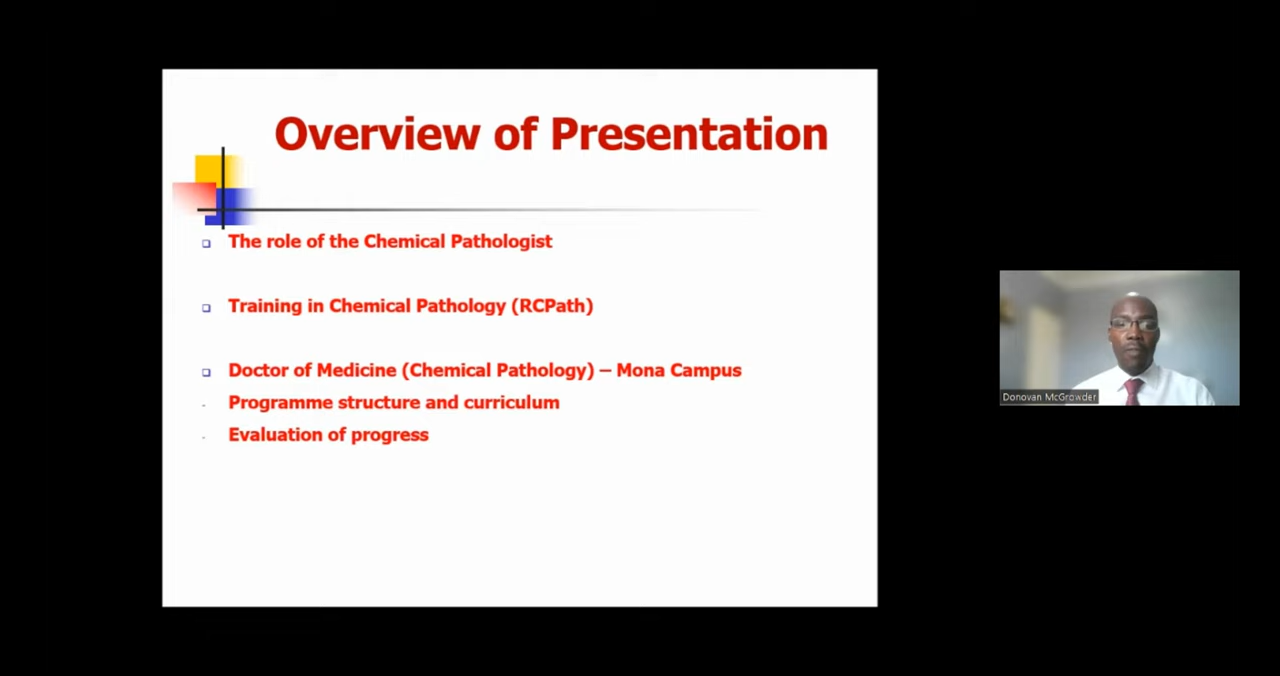 Overview of Presentation
The role of the Chemical Pathologist
Training in Chemical Pathology (RCPath)
Doctor of Medicine (Chemical Pathology) – Mona Campus
- Programme structure and curriculum
- Evaluation of progress
Donovan McGrowder